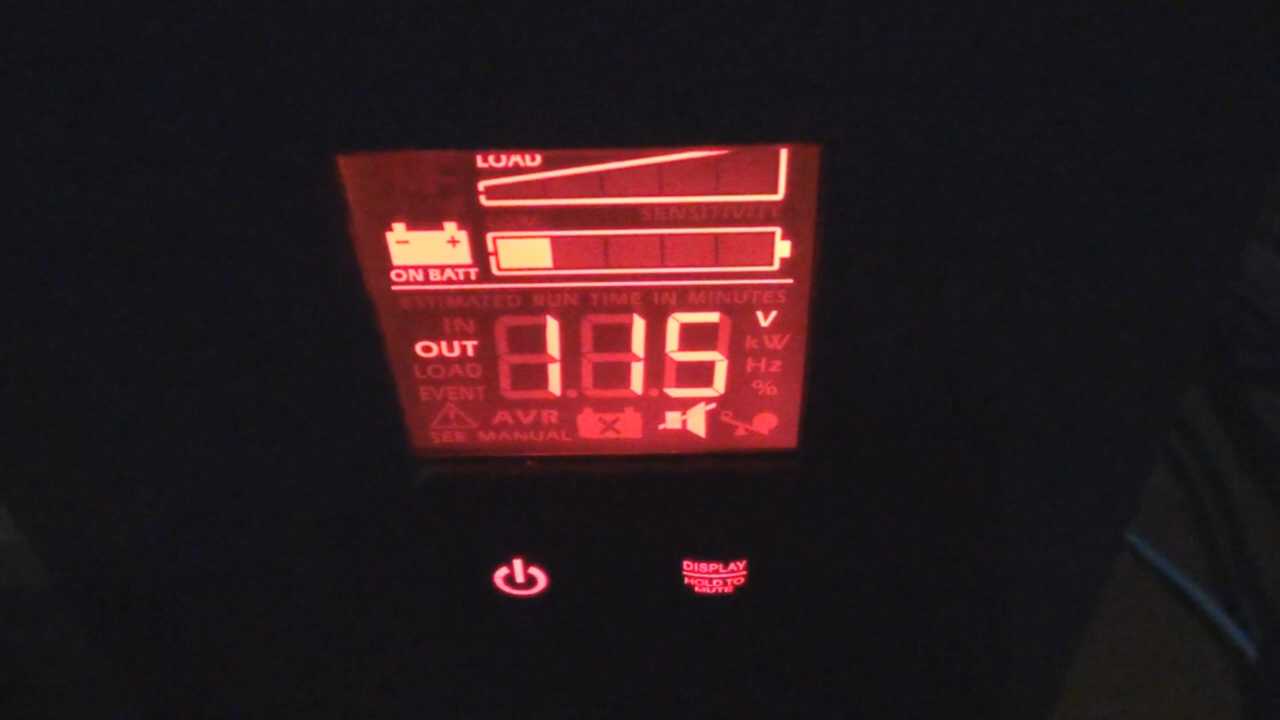 LOAD
SENSITIVITY
- +
ON BATT
ESTIMATED RUN TIME IN MINUTES
IN
OUT
LOAD
EVENT
115
V
kW
Hz
%
AVR
SEE MANUAL
DISPLAY
HOLD TO
MUTE